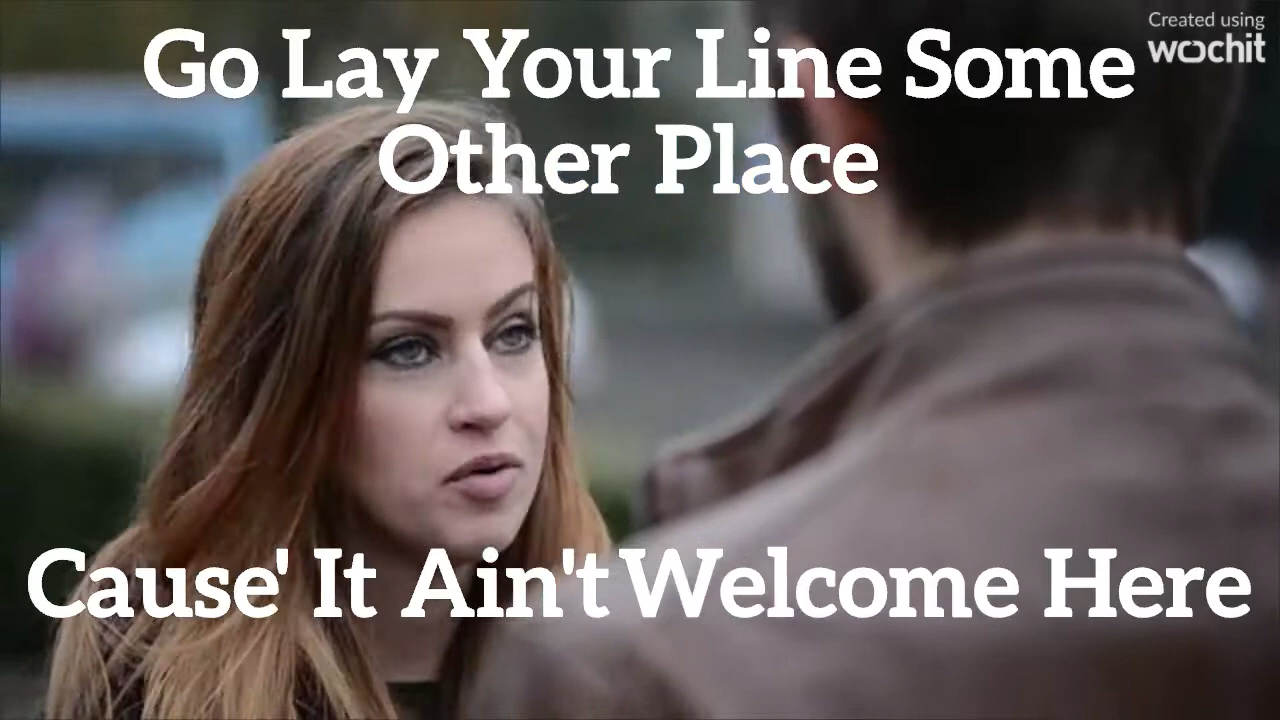 Created using
wochit
Go Lay Your Line Some
Other Place
Cause' It Ain't Welcome Here